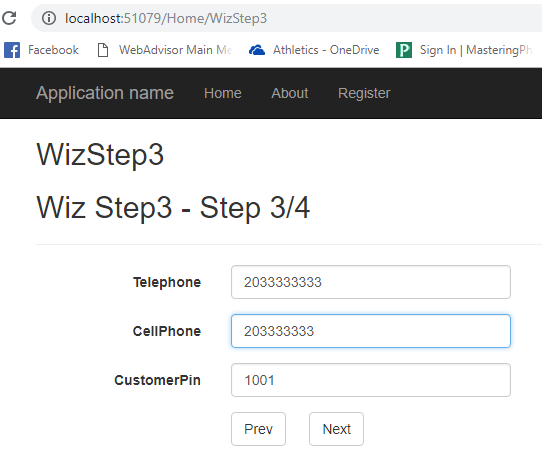 localhost:51079/Home/WizStep3
Facebook WebAdvisor Main Me Athletics - OneDrive Sign In | MasteringPh
Application name Home About Register
WizStep3
Wiz Step3 - Step 3/4
Telephone 2033333333
CellPhone 203333333
CustomerPin 1001
Prev Next